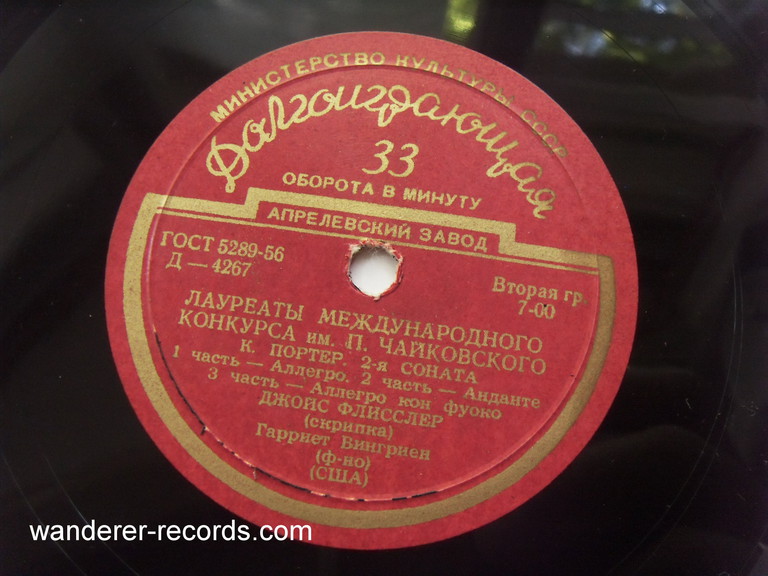 МИНИСТЕРСТВО КУЛЬТУРЫ СССР
Долгоиграющая
33
ОБОРОТА В МИНУТУ
АПРЕЛЕВСКИЙ ЗАВОД
ГОСТ 5289-56
Д — 4267
Вторая гр.
7-00
ЛАУРЕАТЫ МЕЖДУНАРОДНОГО
КОНКУРСА им. П. ЧАЙКОВСКОГО
К. ПОРТЕР. 2-я СОНАТА
1 часть — Аллегро. 2 часть — Анданте
3 часть — Аллегро кон фуоко
ДЖОЙС ФЛИССЛЕР
(скрипка)
Гаррнет Вингриен
(ф-но)
(США)
wanderer-records.com